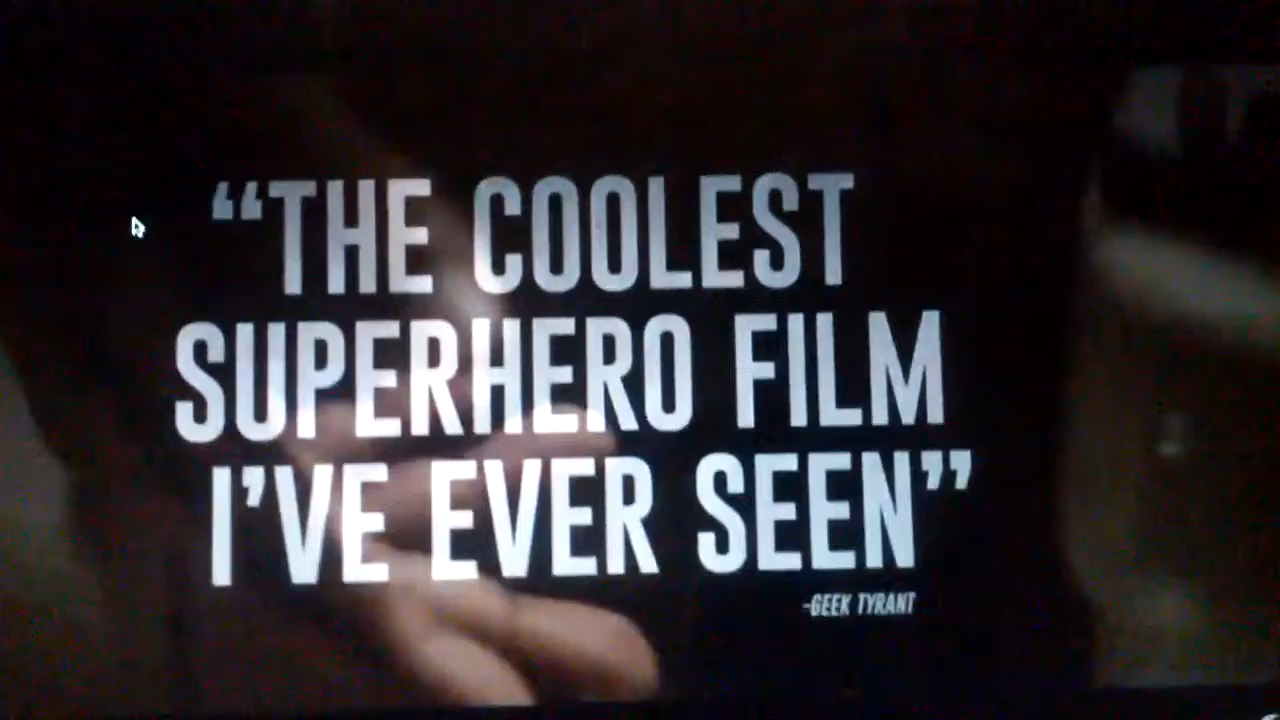 “THE COOLEST
SUPERHERO FILM
I’VE EVER SEEN”
-GEEK TYRANT